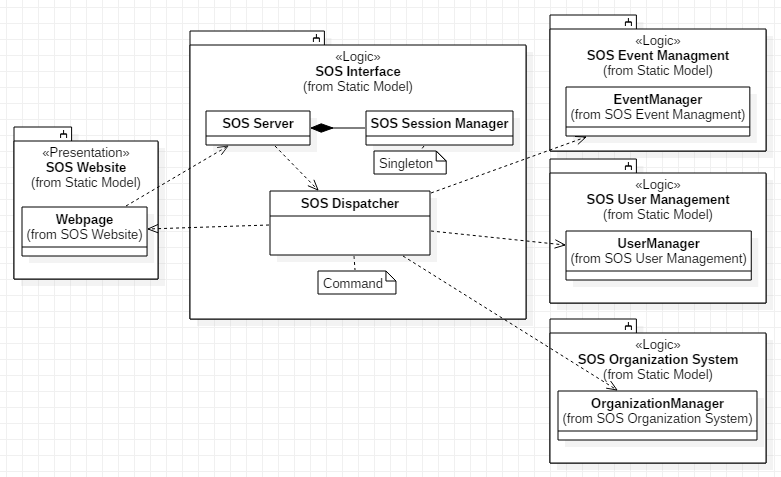 «Presentation»
SOS Website
(from Static Model)
Webpage
(from SOS Website)
«Logic»
SOS Interface
(from Static Model)
SOS Server
SOS Session Manager
Singleton
SOS Dispatcher
Command
«Logic»
SOS Event Managment
(from Static Model)
EventManager
(from SOS Event Managment)
«Logic»
SOS User Management
(from Static Model)
UserManager
(from SOS User Management)
«Logic»
SOS Organization System
(from Static Model)
OrganizationManager
(from SOS Organization System)